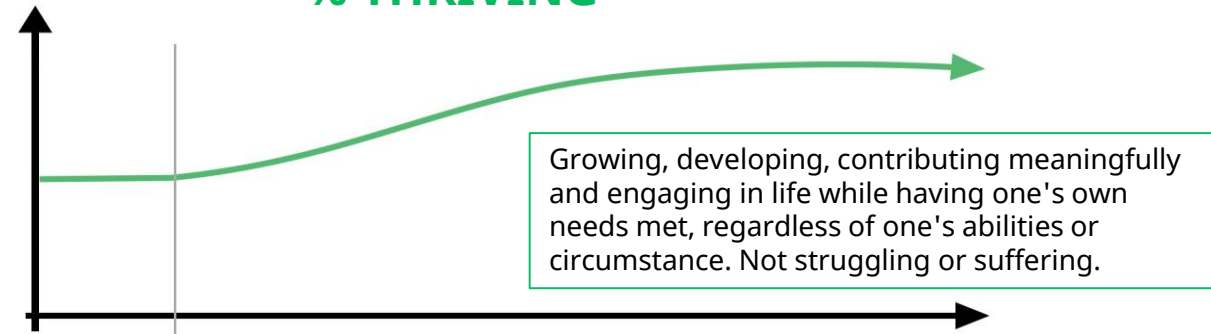 % THRIVING
Growing, developing, contributing meaningfully
and engaging in life while having one's own
needs met, regardless of one's abilities or
circumstance. Not struggling or suffering.